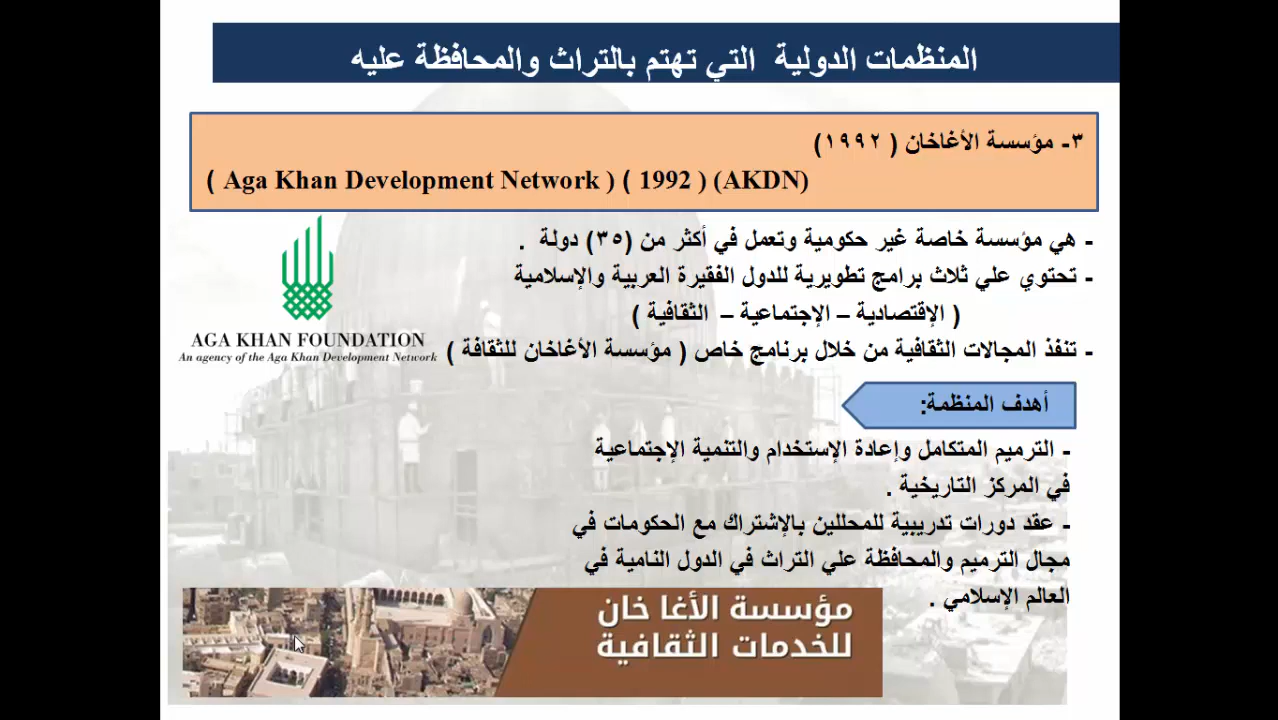 المنظمات الدولية التي تهتم بالتراث والمحافظة عليه
٣- مؤسسة الأغاخان ( ١٩٩٢)
( Aga Khan Development Network ) ( 1992 ) (AKDN)
- هي مؤسسة خاصة غير حكومية وتعمل في أكثر من (٣٥) دولة .
- تحتوي علي ثلاث برامج تطويرية للدول الفقيرة العربية والإسلامية
( الإقتصادية – الإجتماعية – الثقافية )
- تنفذ المجالات الثقافية من خلال برنامج خاص ( مؤسسة الأغاخان للثقافة )
AGA KHAN FOUNDATION
An agency of the Aga Khan Development Network
أهدف المنظمة:
- الترميم المتكامل وإعادة الإستخدام والتنمية الإجتماعية
في المركز التاريخية .
- عقد دورات تدريبية للمحللين بالإشتراك مع الحكومات في
مجال الترميم والمحافظة علي التراث في الدول النامية في
العالم الإسلامي .
مؤسسة الأغا خان
للخدمات الثقافية